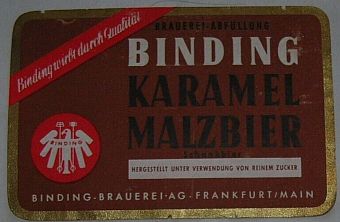 Binding wirbt durch Qualität
BRAUEREI-ABFÜLLUNG
BINDING
KARAMEL
MALZBIER
Schankbier
BINDING
HERGESTELLT UNTER VERWENDUNG VON REINEM ZUCKER
BINDING-BRAUEREI-AG-FRANKFURT/MAIN